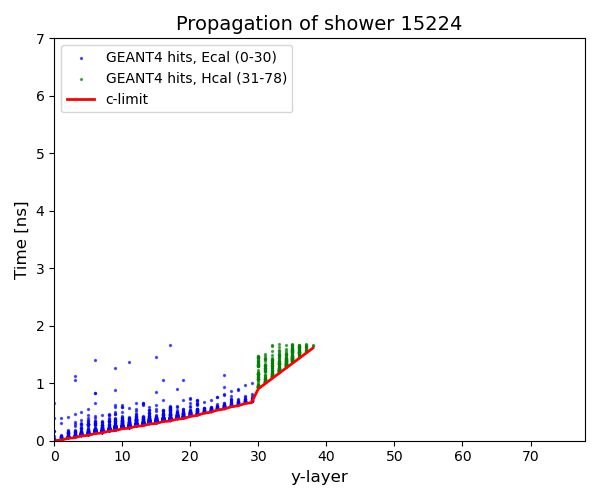 Propagation of shower 15224
GEANT4 hits, Ecal (0-30)
GEANT4 hits, Hcal (31-78)
c-limit
Time [ns]
7
6
5
4
3
2
1
0
0 10 20 30 40 50 60 70
y-layer